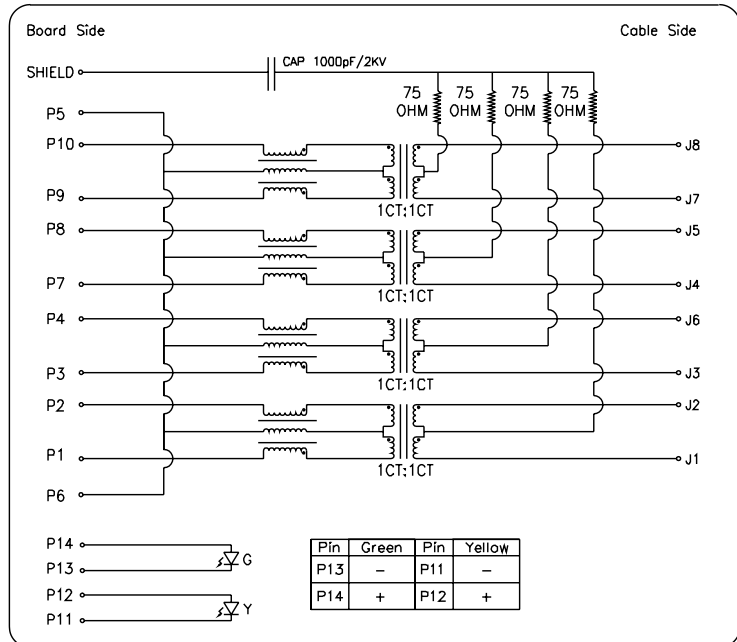 Board Side
Cable Side
SHIELD
CAP 1000pF/2KV
75 OHM
75 OHM
75 OHM
75 OHM
P5
P10
J8
P9
J7
1CT:1CT
P8
J5
P7
J4
1CT:1CT
P4
J6
P3
J3
1CT:1CT
P2
J2
P1
J1
1CT:1CT
P6
P14
G
P13
P12
Y
P11
Pin Green Pin Yellow
P13 - P11 -
P14 + P12 +